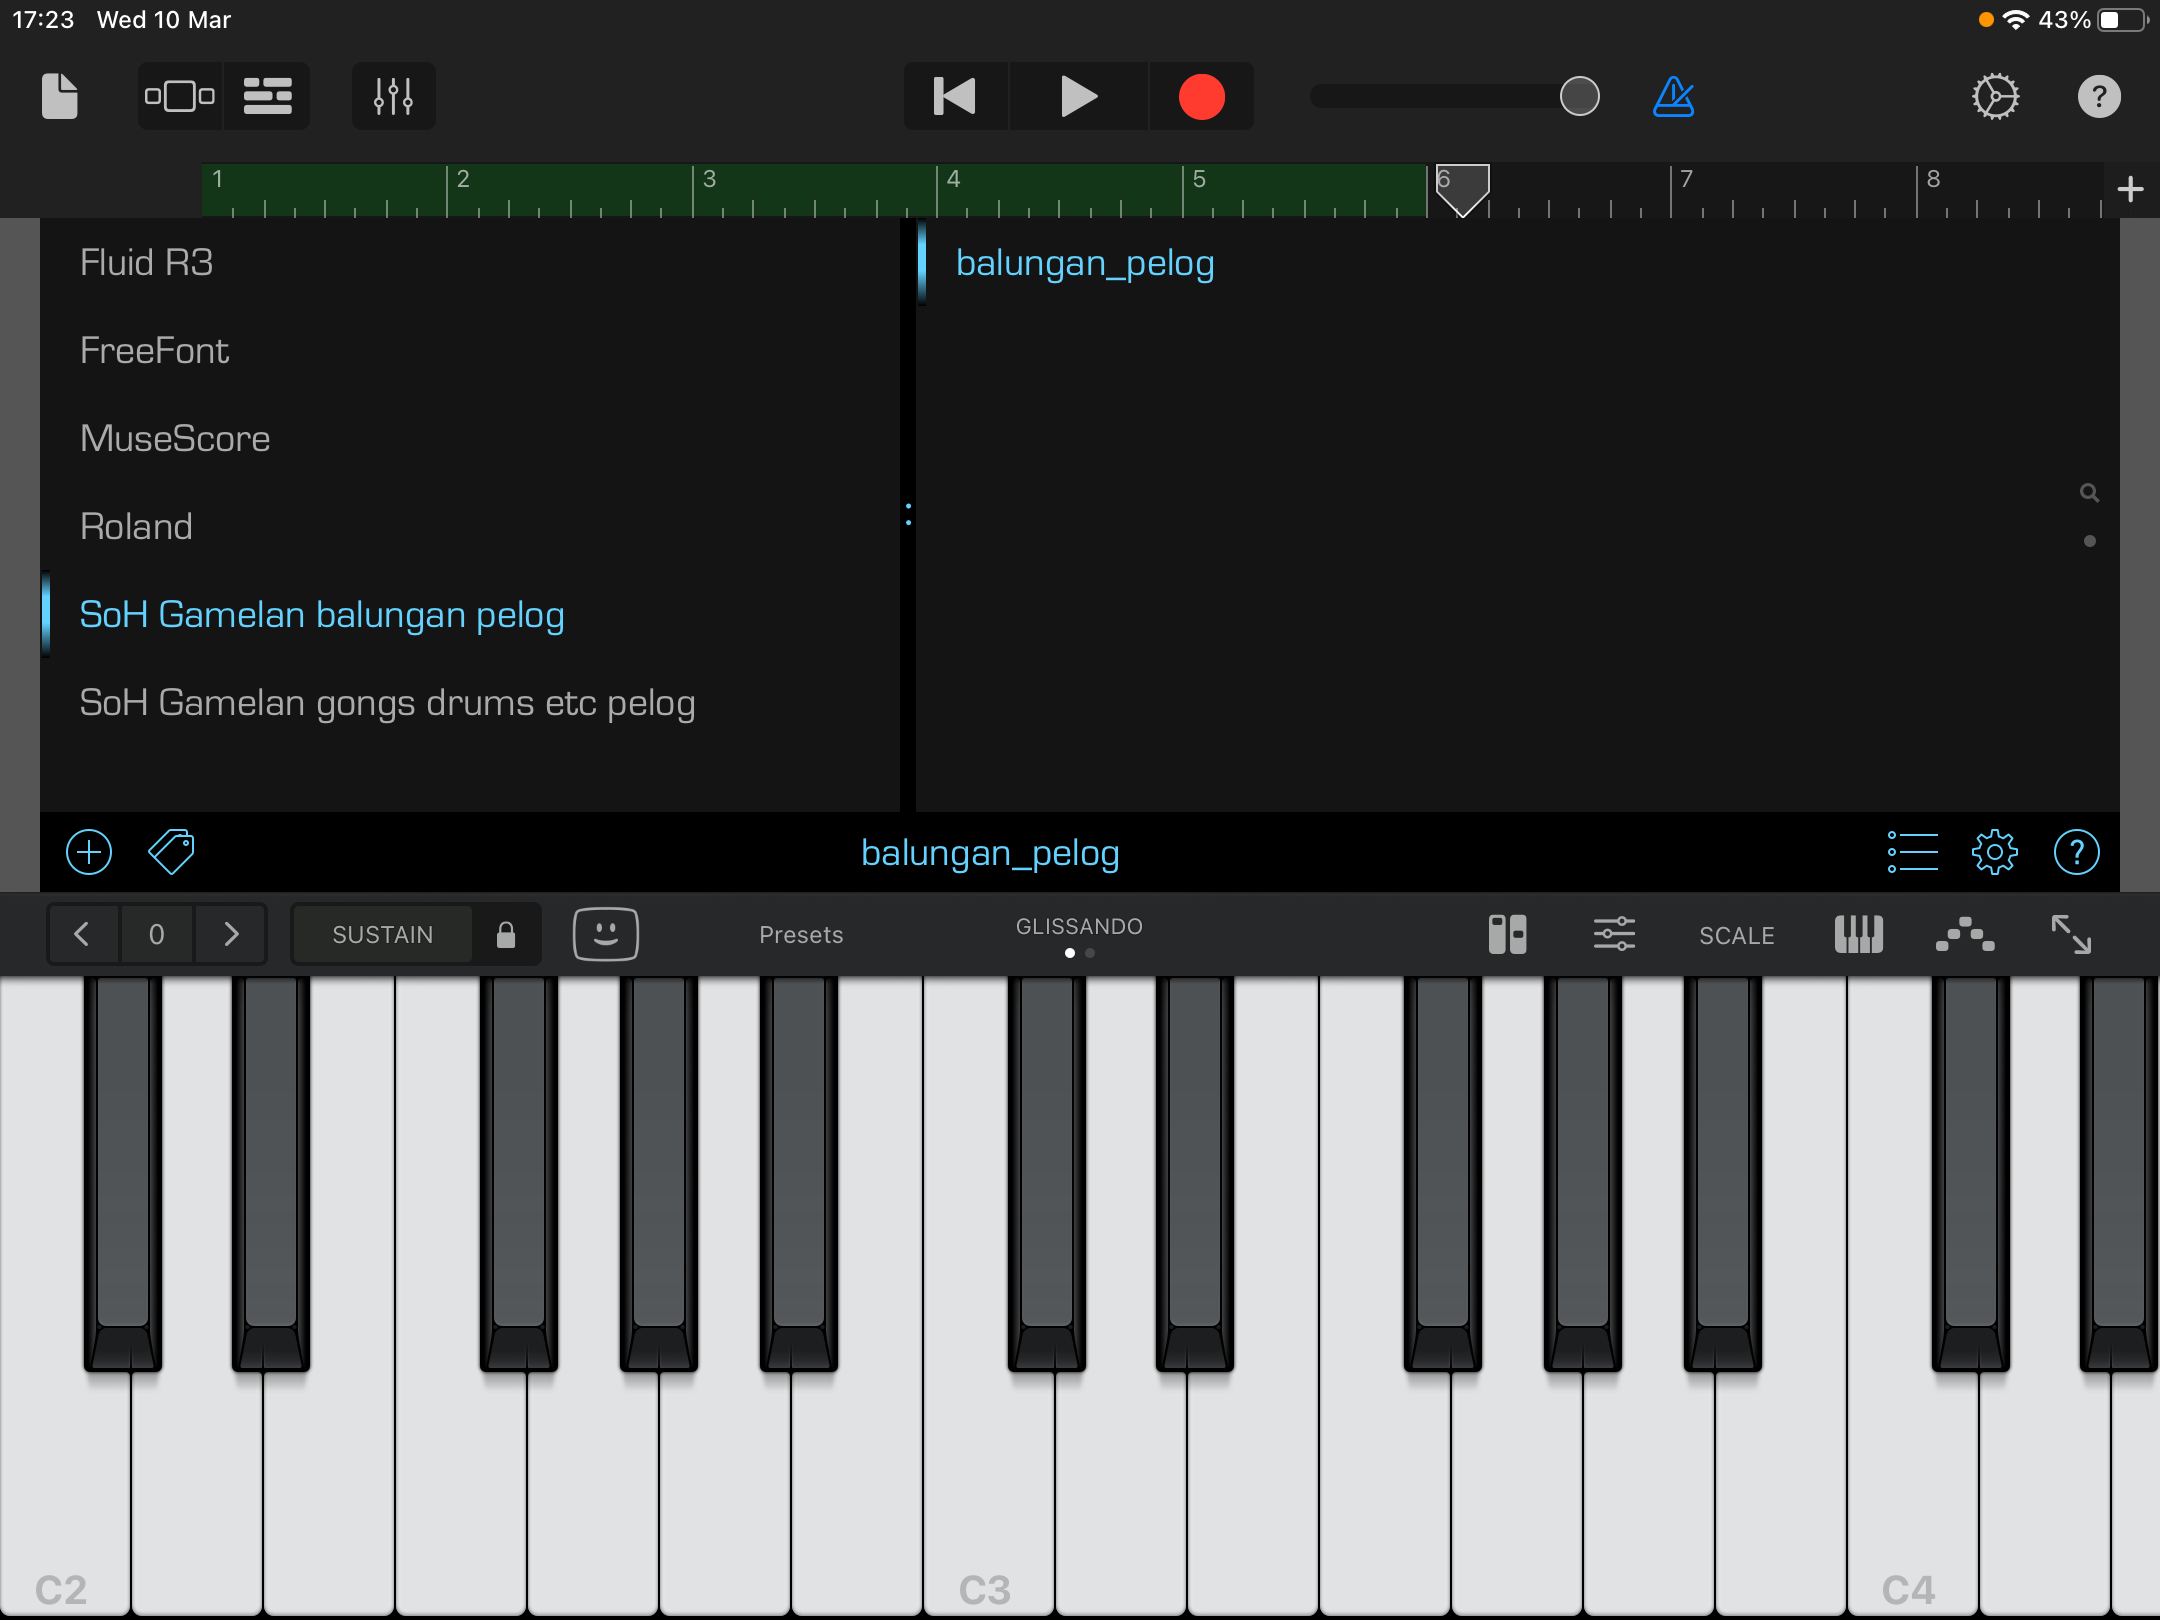 17:23 Wed 10 Mar 43%
?
1 2 3 4 5 6 7 8 +
Fluid R3
balungan_pelog
FreeFont
MuseScore
Roland
SoH Gamelan balungan pelog
SoH Gamelan gongs drums etc pelog
balungan_pelog
?
0 SUSTAIN Presets GLISSANDO SCALE
C2 C3 C4